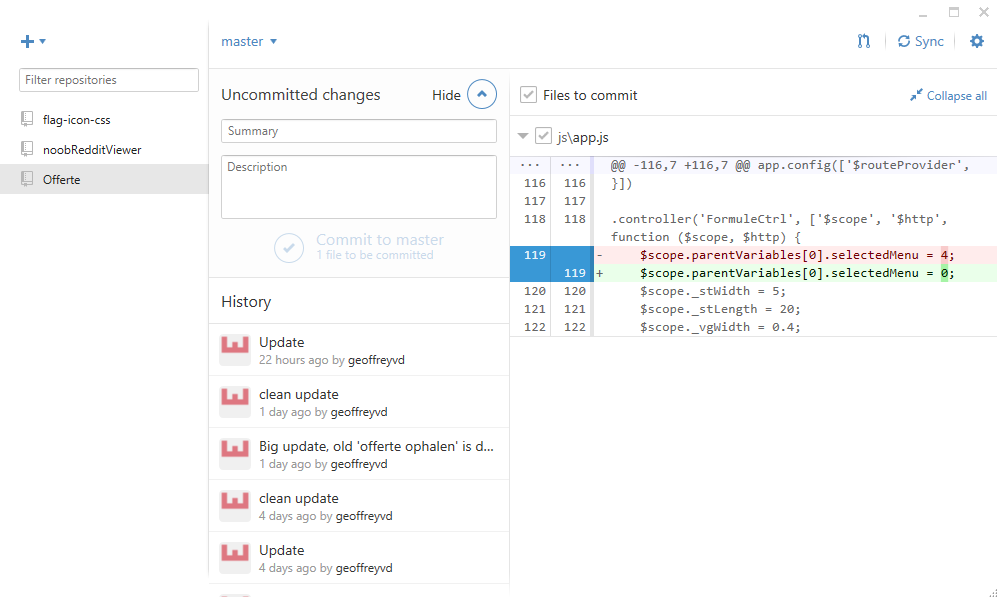 master
Sync
Filter repositories
flag-icon-css
noobRedditViewer
Offerte
Uncommitted changes
Hide
Summary
Description
Commit to master
1 file to be committed
History
Update
22 hours ago by geoffreyvd
clean update
1 day ago by geoffreyvd
Big update, old 'offerte ophalen' is d...
1 day ago by geoffreyvd
clean update
4 days ago by geoffreyvd
Update
4 days ago by geoffreyvd
Files to commit
Collapse all
js\app.js
... ... @@ -116,7 +116,7 @@ app.config(['$routeProvider',
116 116 }])
117 117
118 118 .controller('FormuleCtrl', ['$scope', '$http',
function ($scope, $http) {
119 - $scope.parentVariables[0].selectedMenu = 4;
119 + $scope.parentVariables[0].selectedMenu = 0;
120 120 $scope._stWidth = 5;
121 121 $scope._stLength = 20;
122 122 $scope._vgWidth = 0.4;